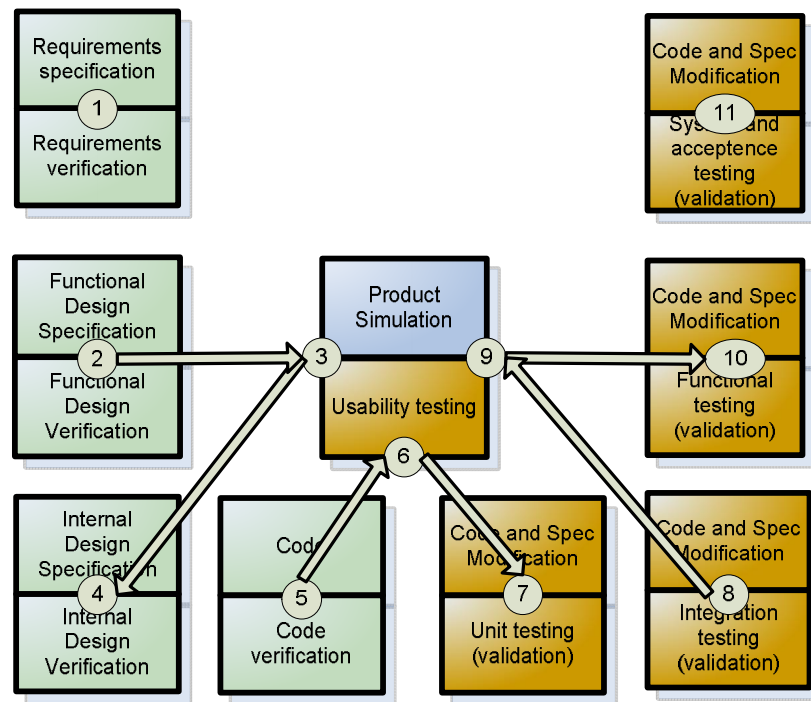 Requirements
specification
1
Requirements
verification
Code and Spec
Modification
11
System and
acceptence
testing
(validation)
Functional
Design
Specification
2
Functional
Design
Verification
Product
Simulation
3
9
Usability testing
6
Code and Spec
Modification
10
Functional
testing
(validation)
Internal
Design
Specification
4
Internal
Design
Verification
Code
5
Code
verification
Code and Spec
Modification
7
Unit testing
(validation)
Code and Spec
Modification
8
Integration
testing
(validation)